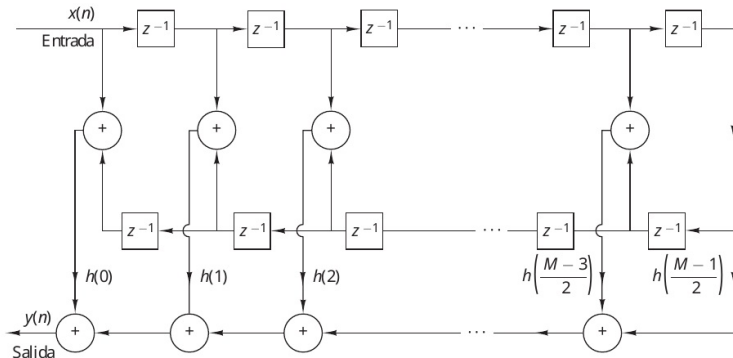 x(n)
Entrada
z⁻¹ z⁻¹ z⁻¹ ... z⁻¹ z⁻¹
+ + + +
z⁻¹ z⁻¹ z⁻¹ ... z⁻¹ z⁻¹
h(0) h(1) h(2) h((M − 3)/2) h((M − 1)/2)
y(n)
+ + + ... +
Salida